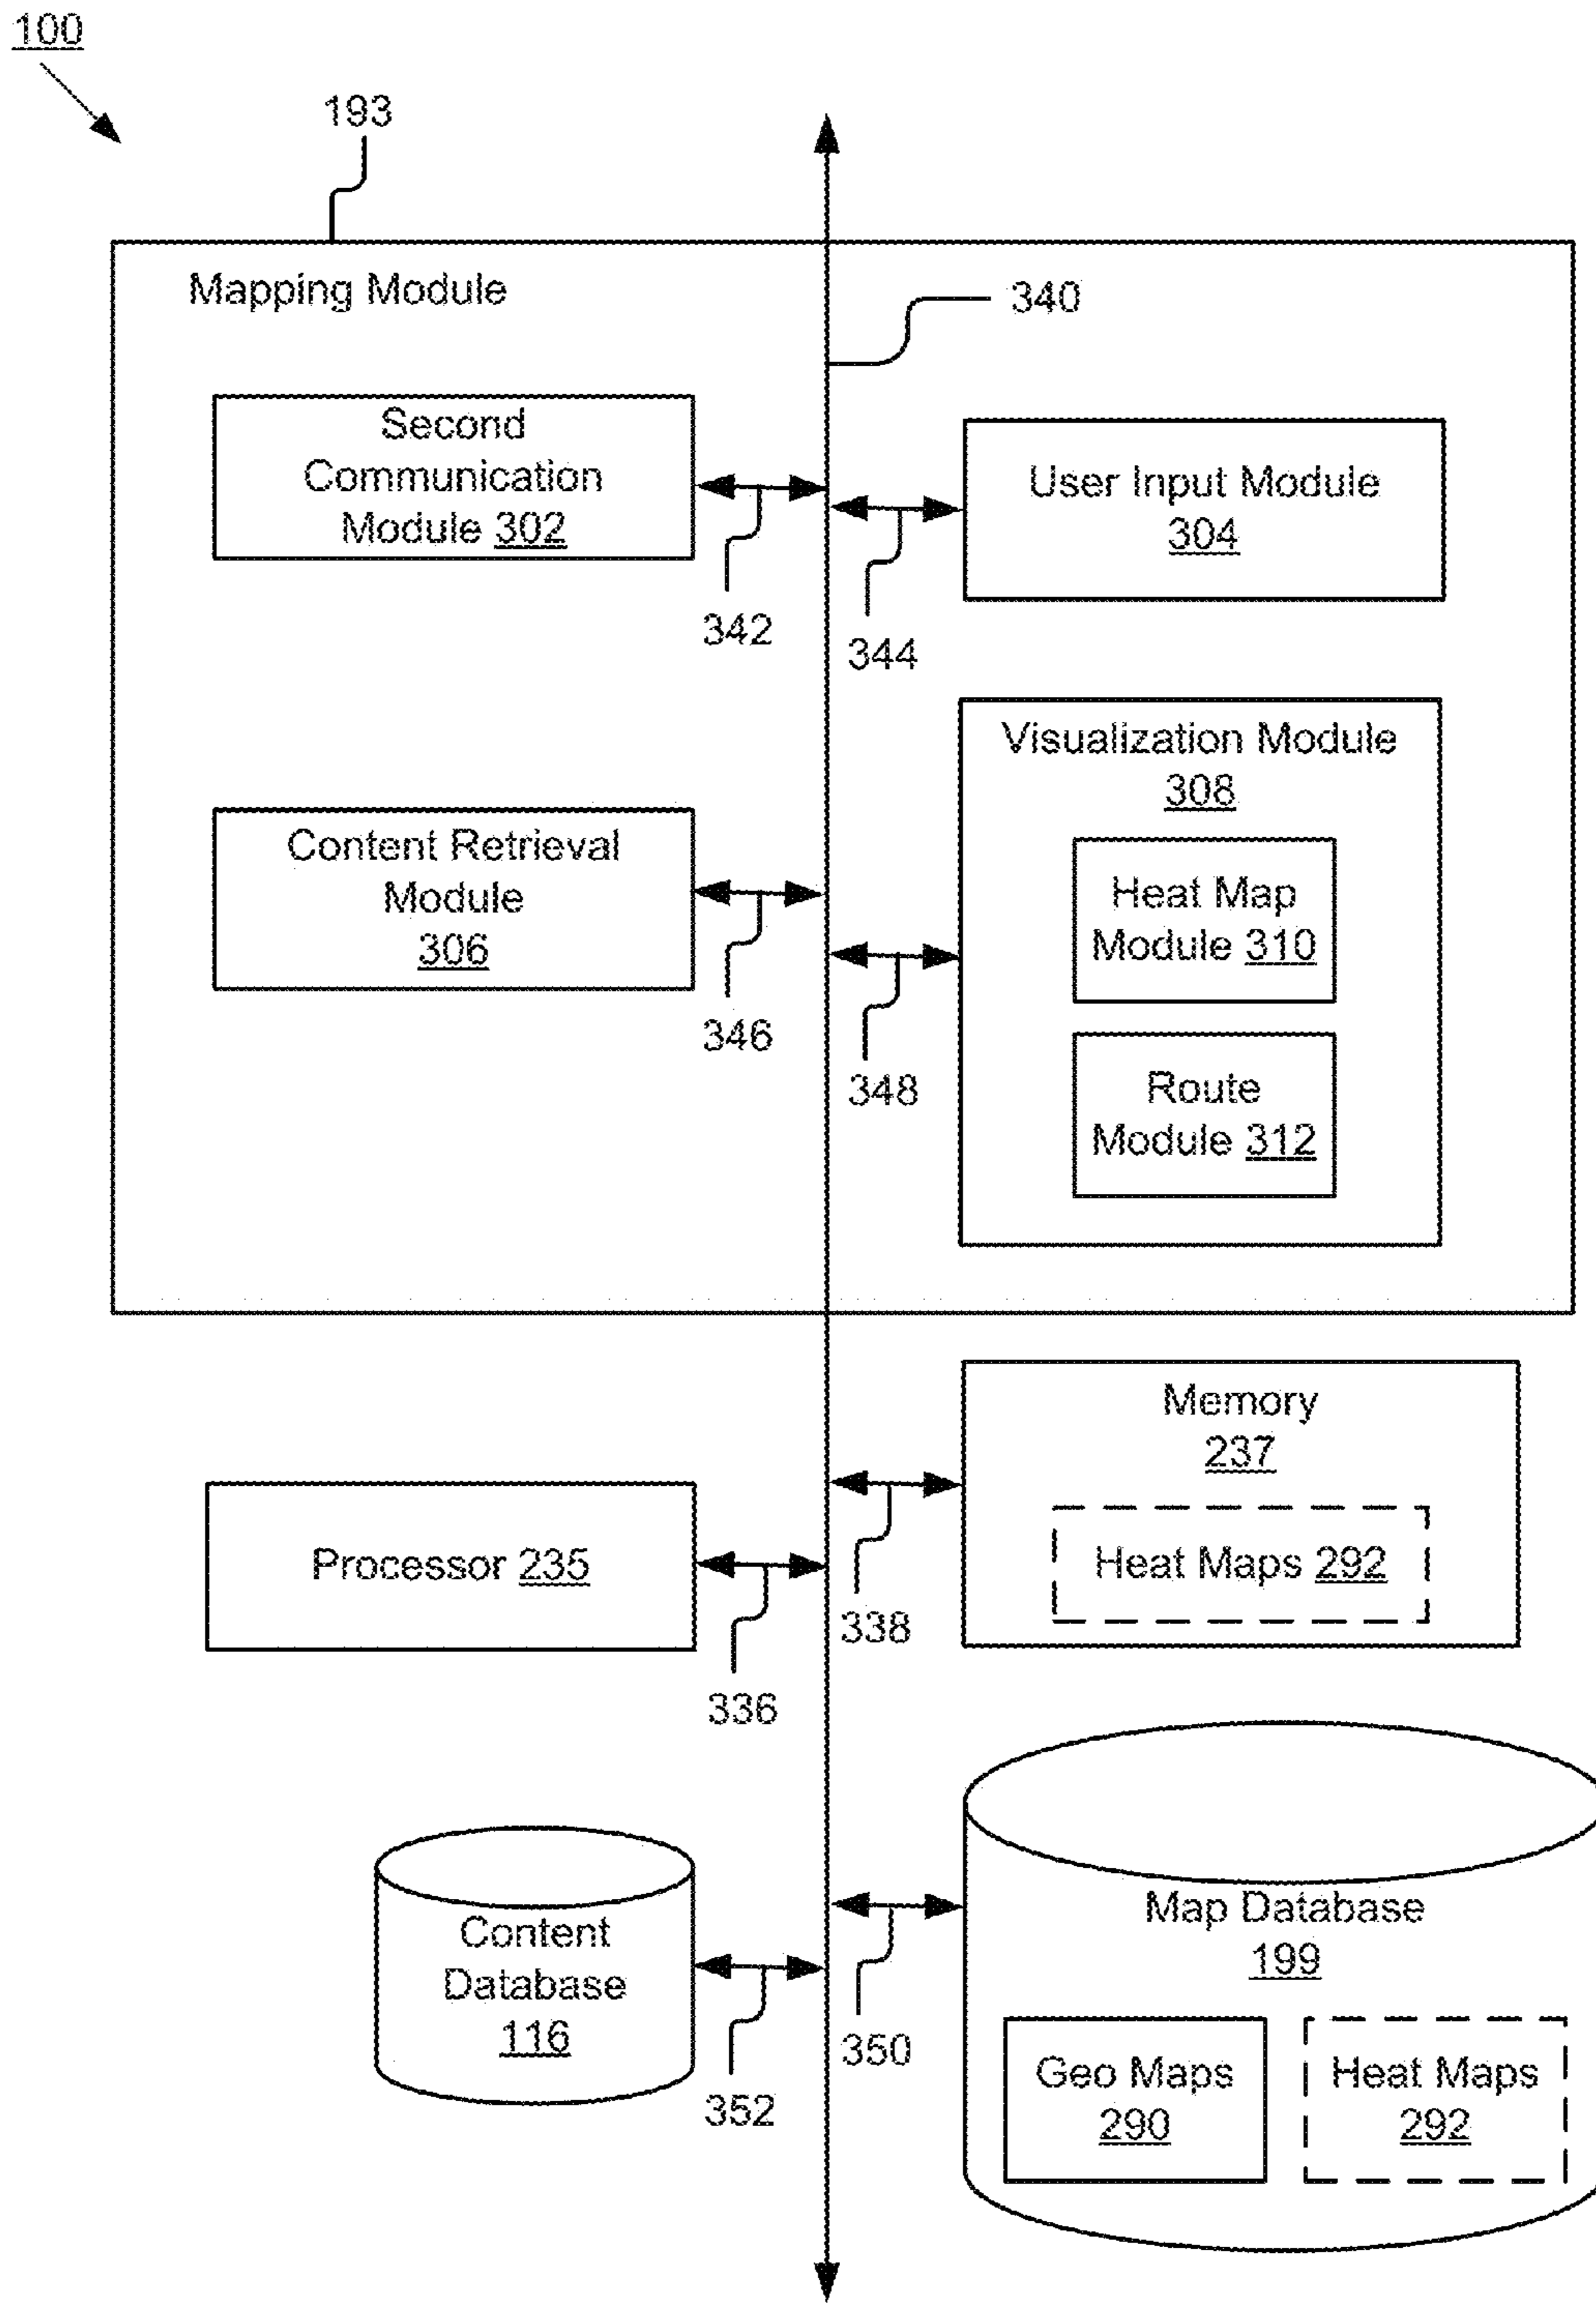 100
193
Mapping Module
340
Second
Communication
Module 302
User Input Module
304
342
344
Visualization Module
308
Content Retrieval
Module
306
Heat Map
Module 310
346
348
Route
Module 312
Memory
237
Processor 235
Heat Maps 292
338
336
Map Database
199
Content
Database
116
350
352
Geo Maps
290
Heat Maps
292